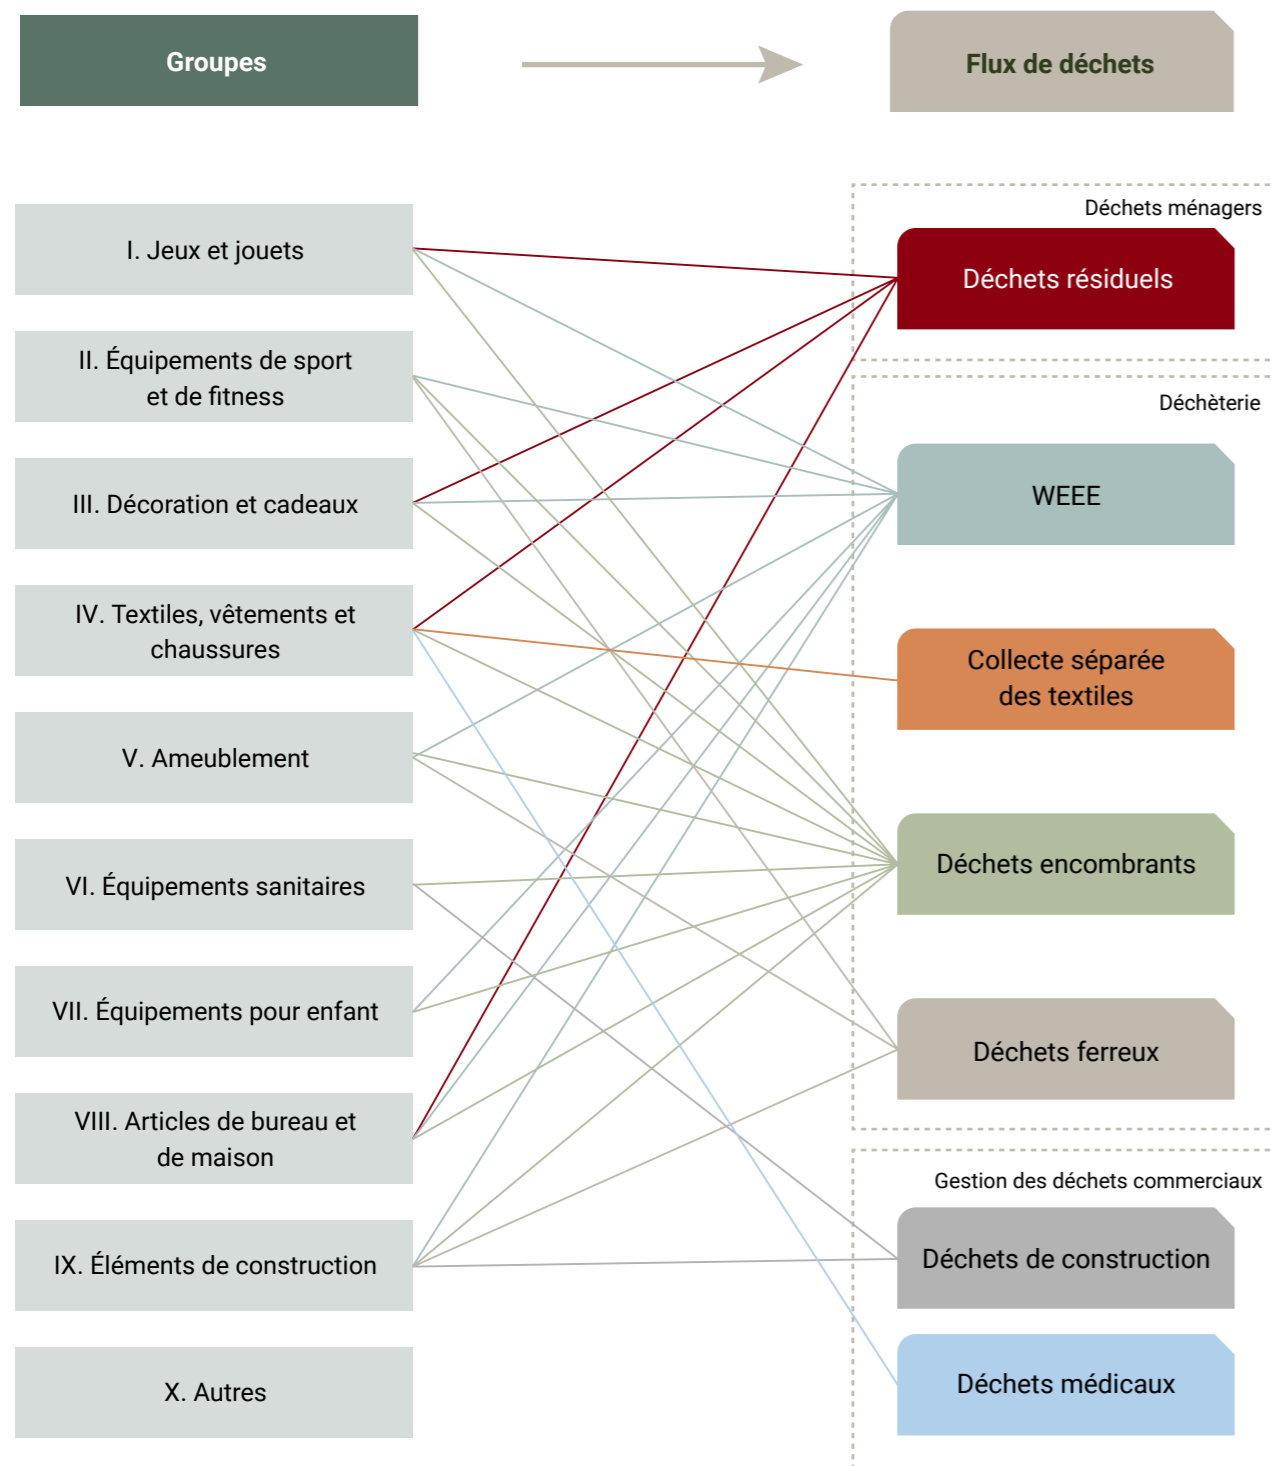 Groupes
Flux de déchets
I. Jeux et jouets
II. Équipements de sport
et de fitness
III. Décoration et cadeaux
IV. Textiles, vêtements et
chaussures
V. Ameublement
VI. Équipements sanitaires
VII. Équipements pour enfant
VIII. Articles de bureau et
de maison
IX. Éléments de construction
X. Autres
Déchets ménagers
Déchets résiduels
Déchèterie
WEEE
Collecte séparée
des textiles
Déchets encombrants
Déchets ferreux
Gestion des déchets commerciaux
Déchets de construction
Déchets médicaux